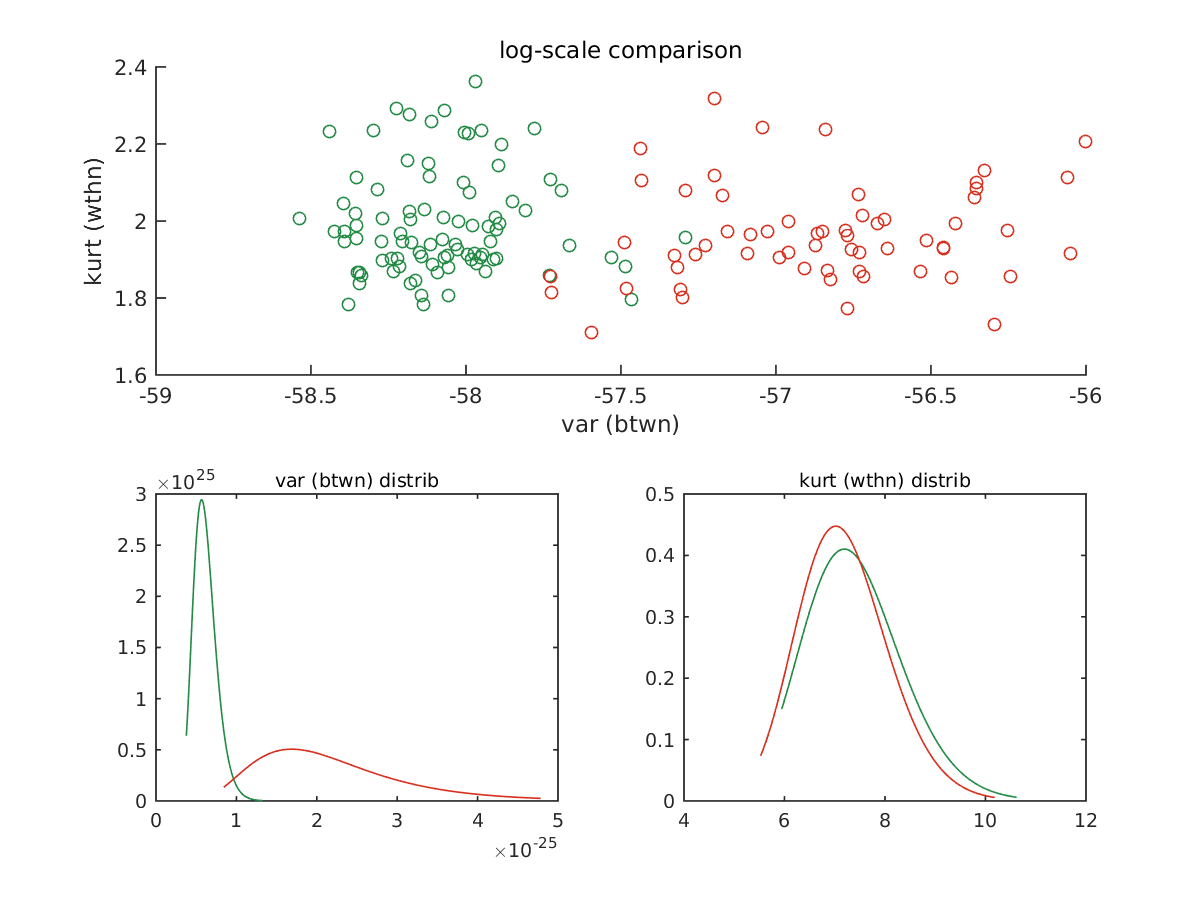 log-scale comparison
2.4
2.2
2
1.8
1.6
kurt (wthn)
-59 -58.5 -58 -57.5 -57 -56.5 -56
var (btwn)
×10^25
var (btwn) distrib
3
2.5
2
1.5
1
0.5
0
0 1 2 3 4 5
×10^-25
kurt (wthn) distrib
0.5
0.4
0.3
0.2
0.1
0
4 6 8 10 12